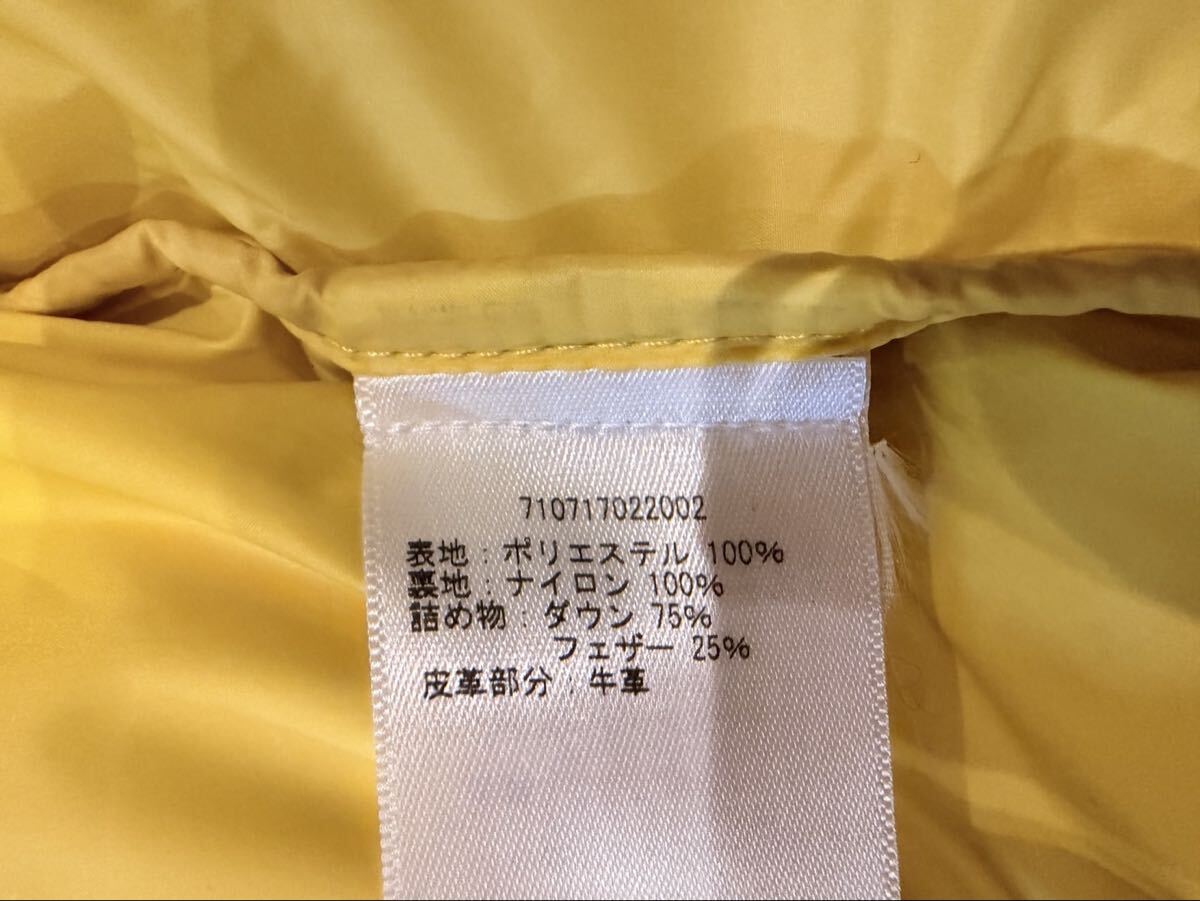 710717022002
表地：ポリエステル 100%
裏地：ナイロン 100%
詰め物：ダウン 75%
フェザー 25%
皮革部分：牛革